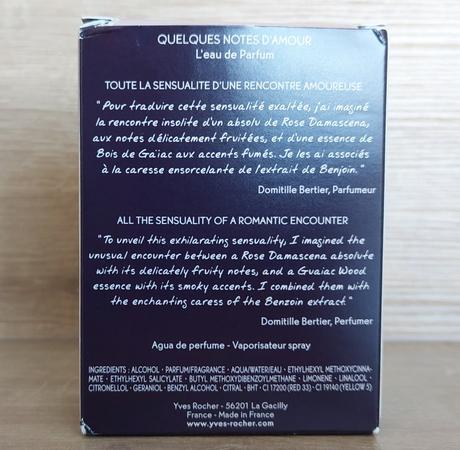 QUELQUES NOTES D'AMOUR
L'eau de Parfum
TOUTE LA SENSUALITE D'UNE RENCONTRE AMOUREUSE
"Pour traduire cette sensualité exaltée, j'ai imaginé
la rencontre insolite d'un absolu de Rose Damascena,
aux notes délicatement fruitées, et d'une essence de
Bois de Gaïac aux accents fumés. Je les ai associés
à la caresse ensorcelante de l'extrait de Benjoin."
Domitille Bertier, Parfumeur
ALL THE SENSUALITY OF A ROMANTIC ENCOUNTER
"To unveil this exhilarating sensuality, I imagined the
unusual encounter between a Rose Damascena absolute
with its delicately fruity notes, and a Guaiac Wood
essence with its smoky accents. I combined them with
the enchanting caress of the Benzoin extract."
Domitille Bertier, Perfumer
Agua de perfume - Vaporisateur spray
INGREDIENTS : ALCOHOL · PARFUM/FRAGRANCE · AQUA/WATER/EAU · ETHYLHEXYL METHOXYCINNA-
MATE · ETHYLHEXYL SALICYLATE · BUTYL METHOXYDIBENZOYLMETHANE · LIMONENE · LINALOOL ·
CITRONELLOL · GERANIOL · BENZYL ALCOHOL · CITRAL · BHT · CI 17200 (RED 33) · CI 19140 (YELLOW 5)
Yves Rocher - 56201 La Gacilly
France - Made in France
www.yves-rocher.com